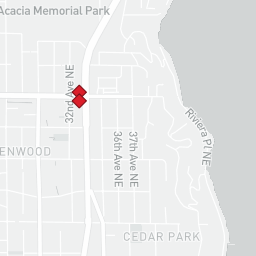 Acacia Memorial Park
32nd Ave NE
Riviera Pl NE
36th Ave NE
37th Ave NE
ENWOOD
CEDAR PARK